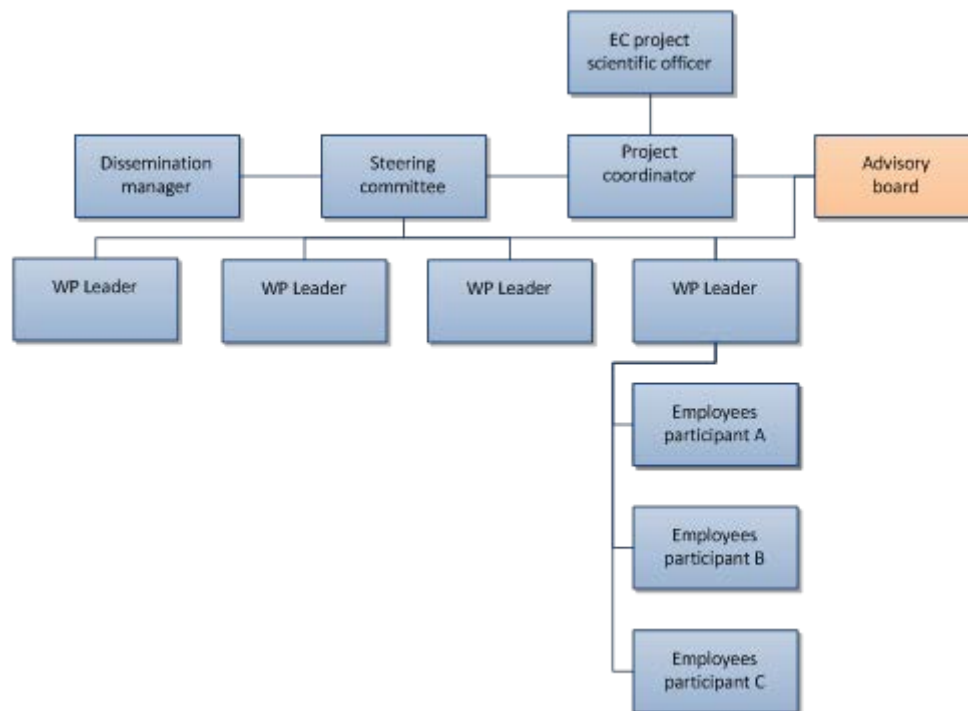 EC project
scientific officer
Dissemination
manager
Steering
committee
Project
coordinator
Advisory
board
WP Leader
WP Leader
WP Leader
WP Leader
Employees
participant A
Employees
participant B
Employees
participant C